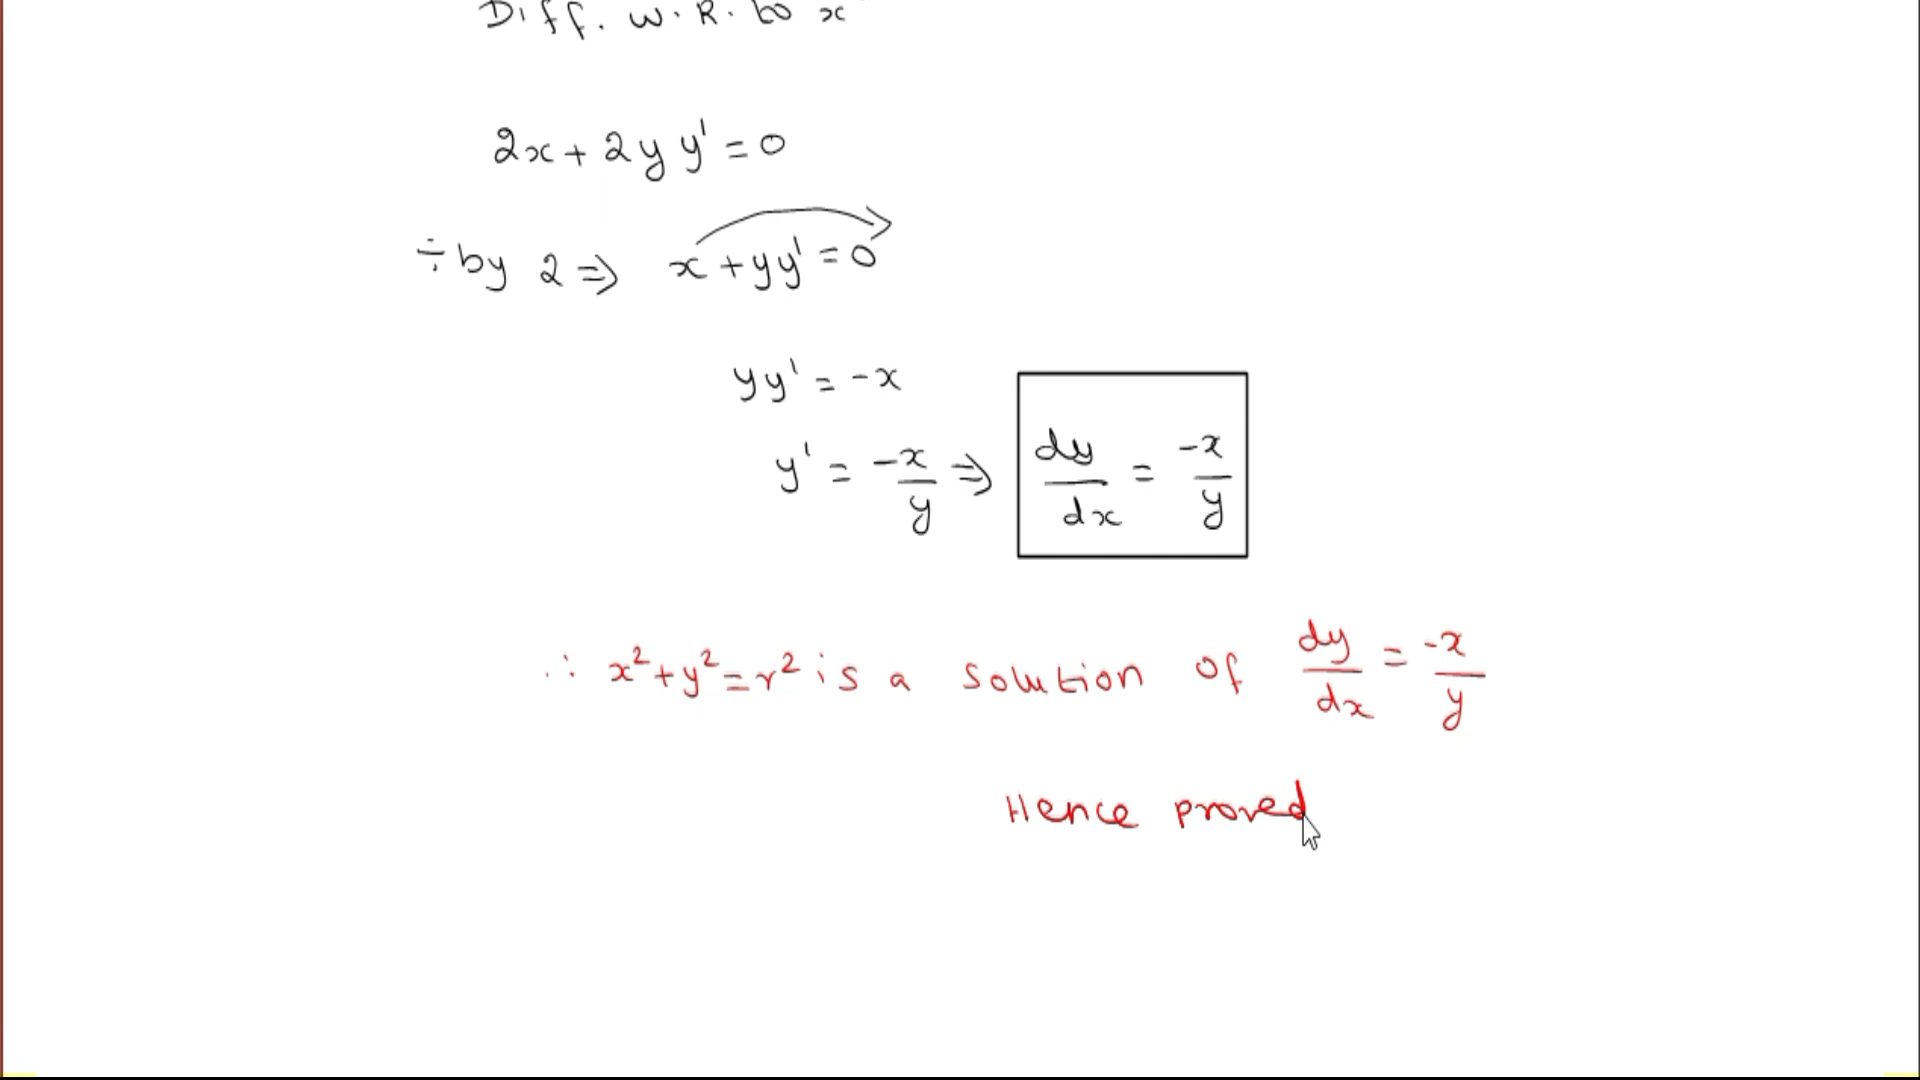 Diff. w.R. to x
2x + 2y y' = 0
÷ by 2 ⇒ x + yy' = 0
yy' = -x
y' = -x/y ⇒ dy/dx = -x/y
∴ x² + y² = r² is a solution of dy/dx = -x/y
Hence proved